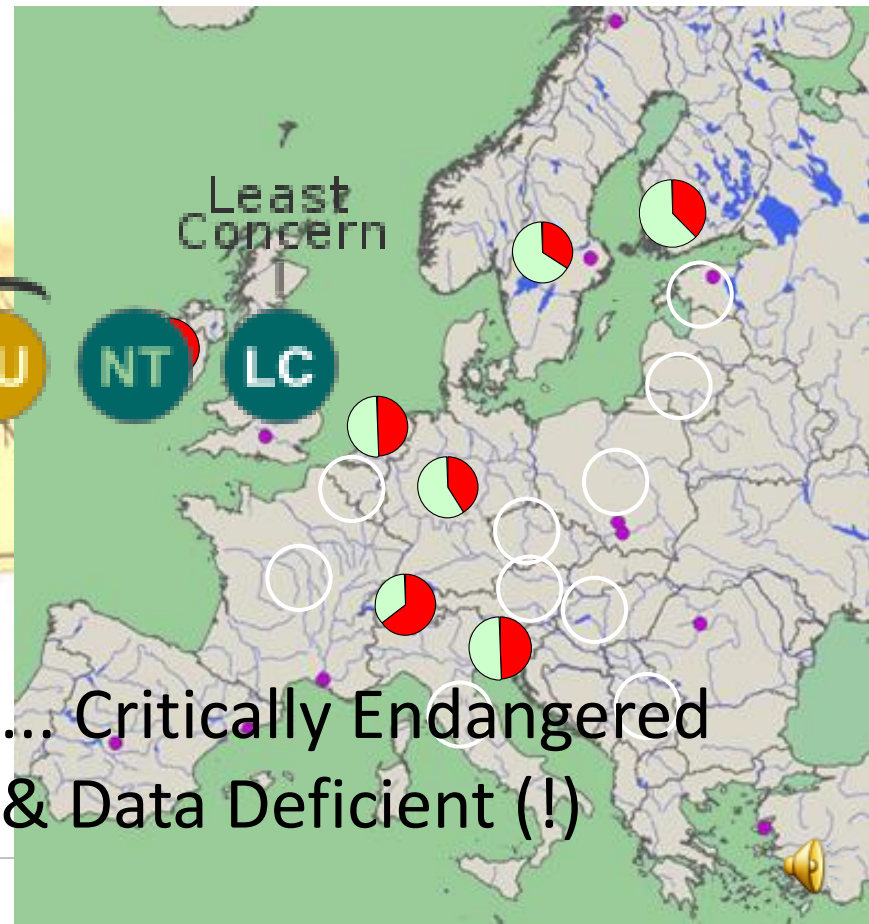 Least
Concern
U NT LC
... Critically Endangered
& Data Deficient (!)